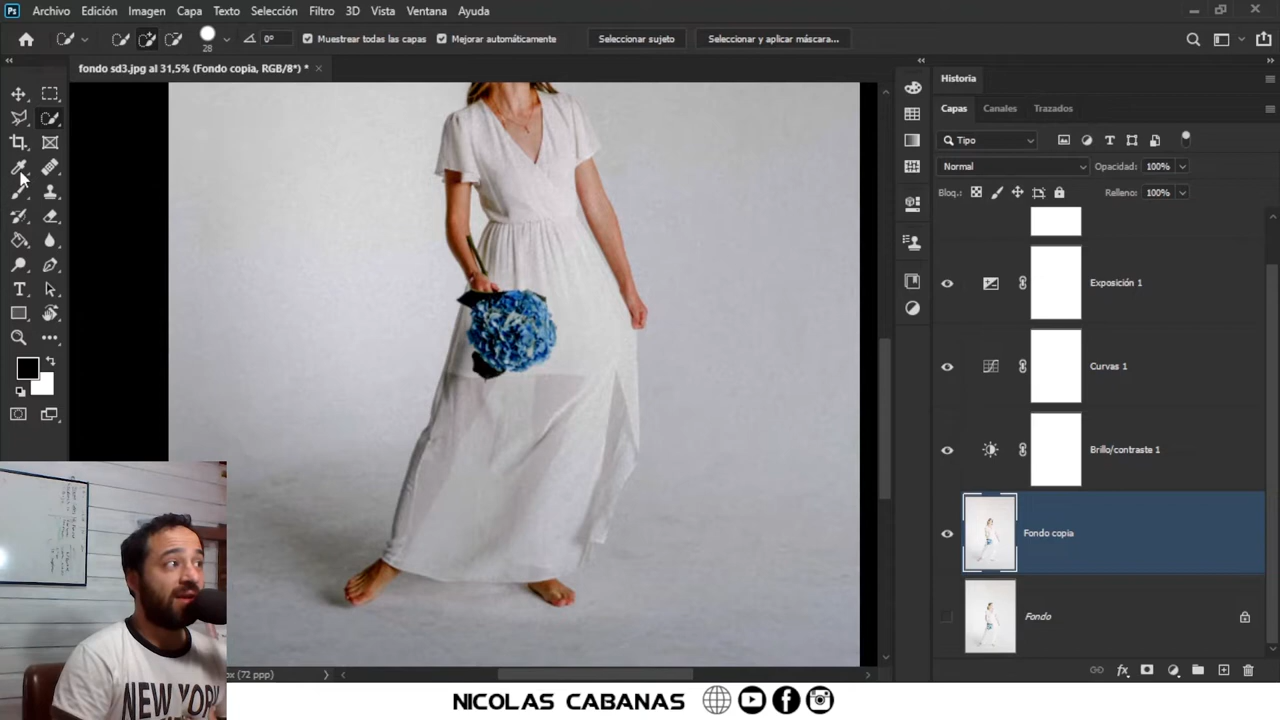 Ps Archivo Edición Imagen Capa Texto Selección Filtro 3D Vista Ventana Ayuda
28 0° Muestrear todas las capas Mejorar automáticamente Seleccionar sujeto Seleccionar y aplicar máscara...
fondo sd3.jpg al 31,5% (Fondo copia, RGB/8*) *
Historia
Capas Canales Trazados
Tipo
Normal Opacidad: 100%
Bloq.: Relleno: 100%
Exposición 1
Curvas 1
Brillo/contraste 1
Fondo copia
Fondo
NEW YORK
(72 ppp)
NICOLAS CABANAS